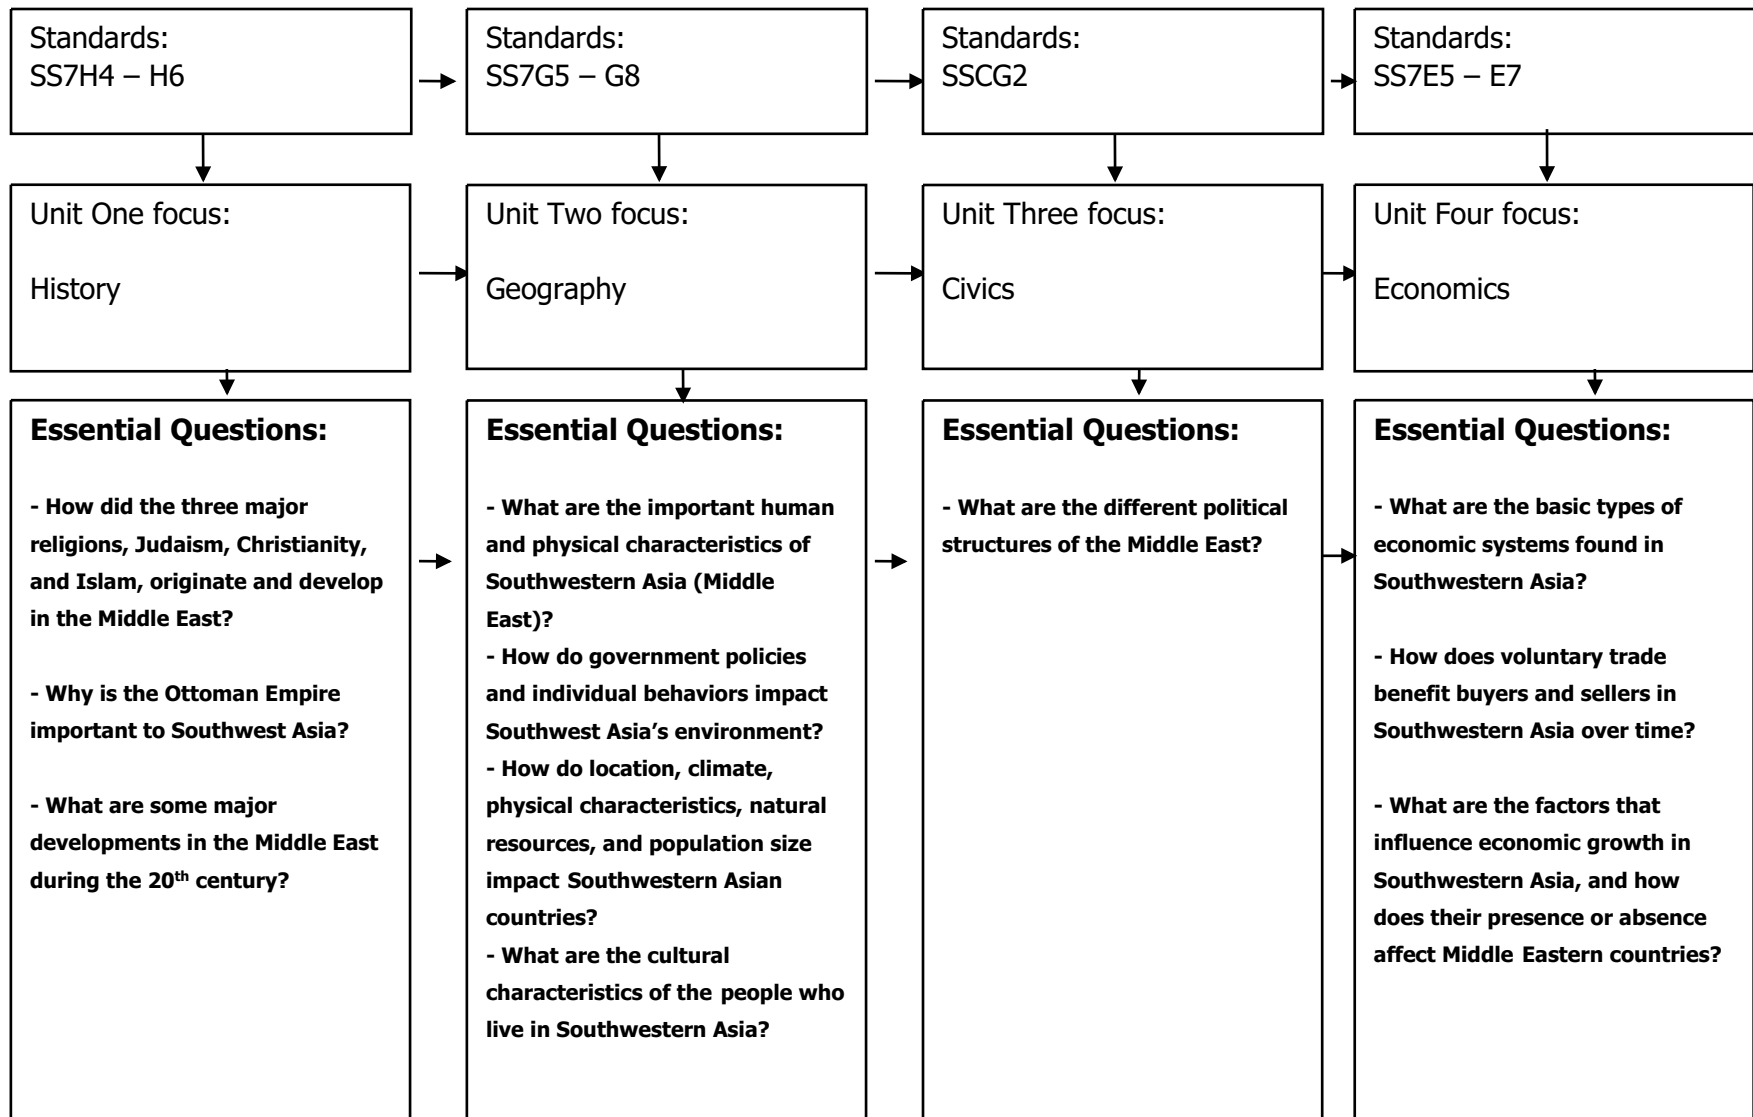 Standards:
SS7H4 – H6
Standards:
SS7G5 – G8
Standards:
SSCG2
Standards:
SS7E5 – E7
Unit One focus:
History
Unit Two focus:
Geography
Unit Three focus:
Civics
Unit Four focus:
Economics
Essential Questions:
- How did the three major
religions, Judaism, Christianity,
and Islam, originate and develop
in the Middle East?
- Why is the Ottoman Empire
important to Southwest Asia?
- What are some major
developments in the Middle East
during the 20th century?
Essential Questions:
- What are the important human
and physical characteristics of
Southwestern Asia (Middle
East)?
- How do government policies
and individual behaviors impact
Southwest Asia’s environment?
- How do location, climate,
physical characteristics, natural
resources, and population size
impact Southwestern Asian
countries?
- What are the cultural
characteristics of the people who
live in Southwestern Asia?
Essential Questions:
- What are the different political
structures of the Middle East?
Essential Questions:
- What are the basic types of
economic systems found in
Southwestern Asia?
- How does voluntary trade
benefit buyers and sellers in
Southwestern Asia over time?
- What are the factors that
influence economic growth in
Southwestern Asia, and how
does their presence or absence
affect Middle Eastern countries?